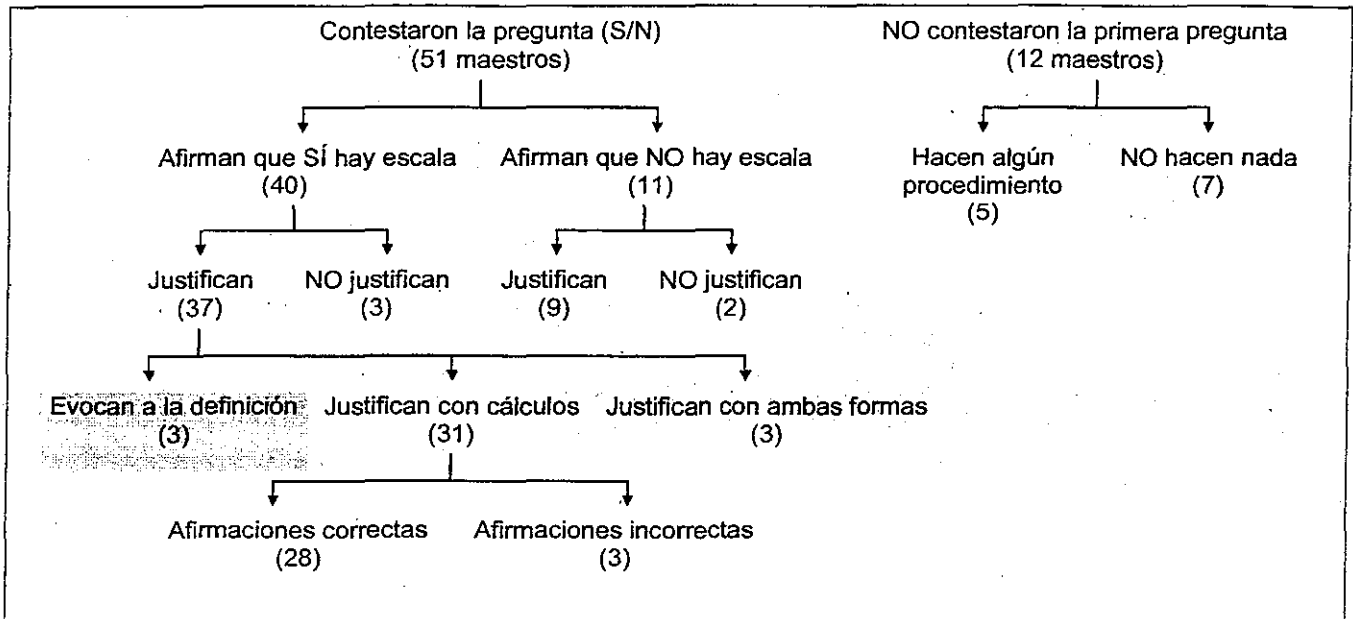 Contestaron la pregunta (S/N)
(51 maestros)
NO contestaron la primera pregunta
(12 maestros)
Afirman que SÍ hay escala
(40)
Afirman que NO hay escala
(11)
Hacen algún
procedimiento
(5)
NO hacen nada
(7)
Justifican
(37)
NO justifican
(3)
Justifican
(9)
NO justifican
(2)
Evocan a la definición
(3)
Justifican con cálculos
(31)
Justifican con ambas formas
(3)
Afirmaciones correctas
(28)
Afirmaciones incorrectas
(3)